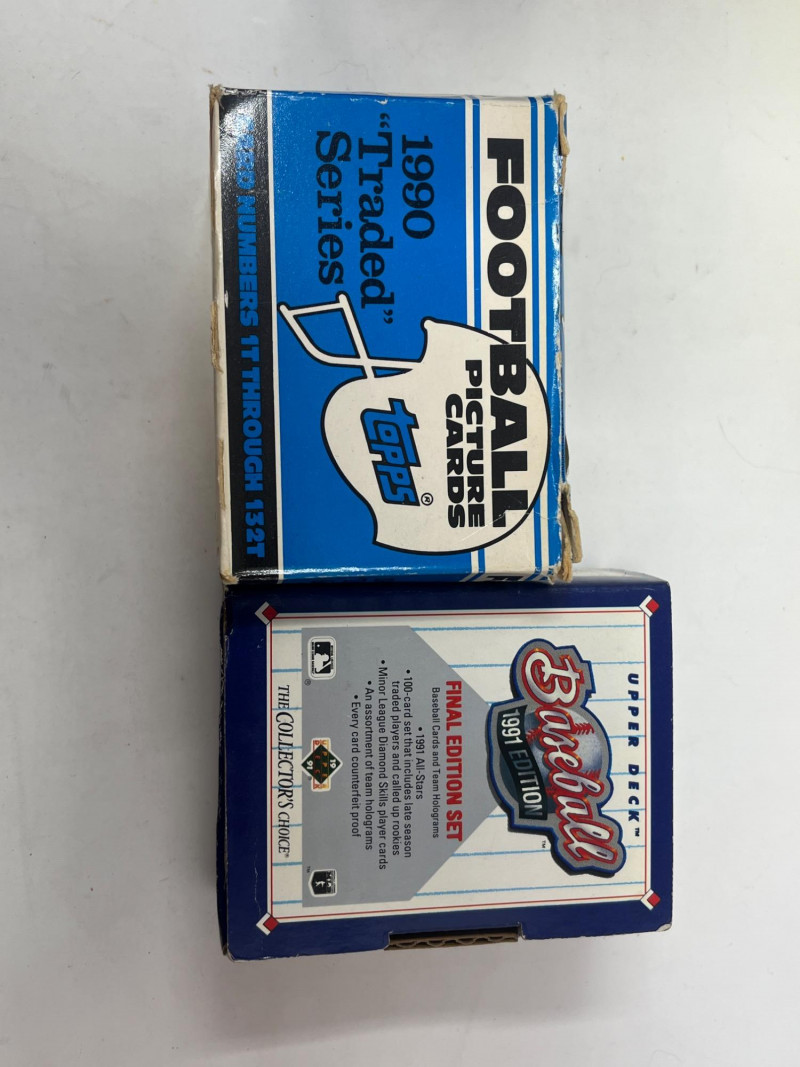 FOOTBALL
PICTURE
CARDS
topps®
1990
"Traded"
Series
NUMBERS 1T THROUGH 132T
UPPER DECK™
Baseball
1991 EDITION
™
FINAL EDITION SET
Baseball Cards and Team Holograms
• 1991 All-Stars
• 100-card set that includes late season
traded players and called up rookies
• Minor League Diamond Skills player cards
• An assortment of team holograms
• Every card counterfeit proof
THE COLLECTOR'S CHOICE®